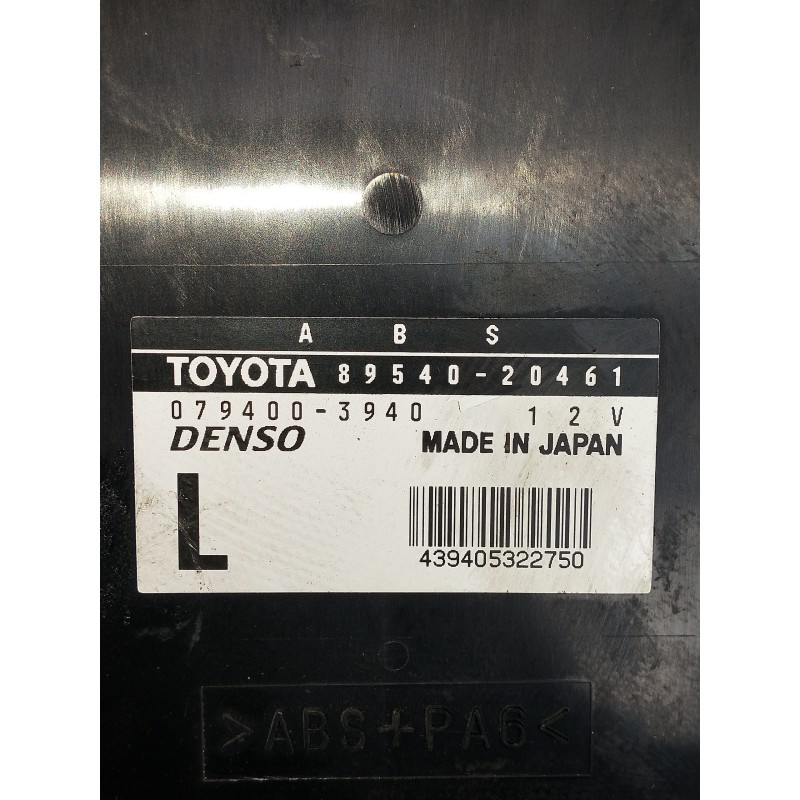 A B S
TOYOTA 89540-20461
079400-3940 12V
DENSO MADE IN JAPAN
L
439405322750
>ABS+PA6<